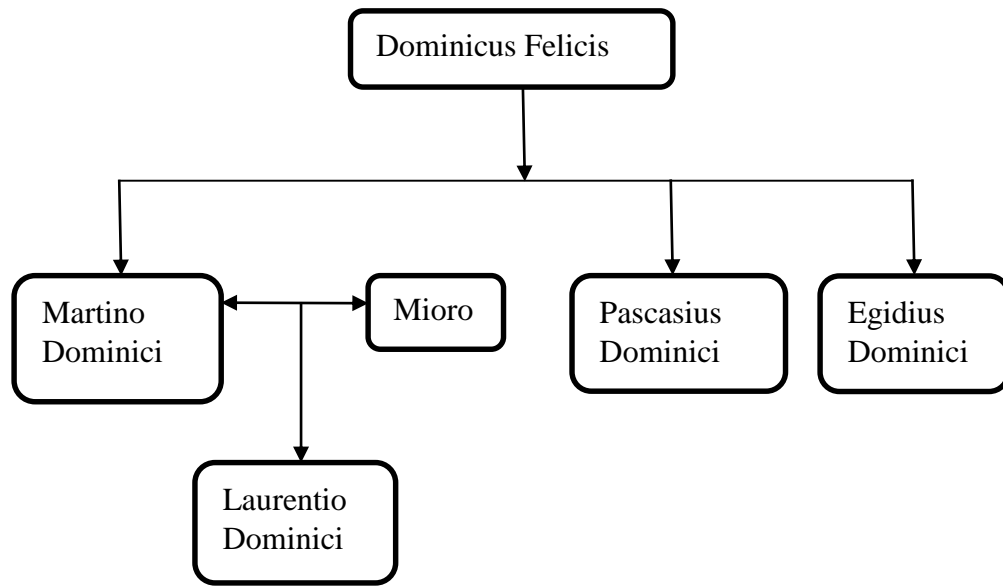 Dominicus Felicis
Martino
Dominici
Mioro
Pascasius
Dominici
Egidius
Dominici
Laurentio
Dominici